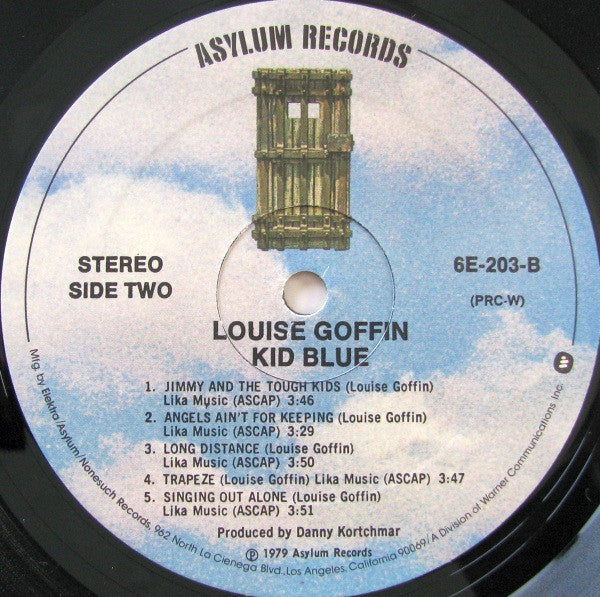 ASYLUM RECORDS
STEREO
SIDE TWO
6E-203-B
(PRC-W)
LOUISE GOFFIN
KID BLUE
1. JIMMY AND THE TOUGH KIDS (Louise Goffin)
Lika Music (ASCAP) 3:46
2. ANGELS AIN'T FOR KEEPING (Louise Goffin)
Lika Music (ASCAP) 3:29
3. LONG DISTANCE (Louise Goffin)
Lika Music (ASCAP) 3:50
4. TRAPEZE (Louise Goffin) Lika Music (ASCAP) 3:47
5. SINGING OUT ALONE (Louise Goffin)
Lika Music (ASCAP) 3:51
Produced by Danny Kortchmar
℗ 1979 Asylum Records
Mfg. by Elektra/Asylum/Nonesuch Records, 962 North La Cienega Blvd., Los Angeles, California 90069/A Division of Warner Communications Inc.